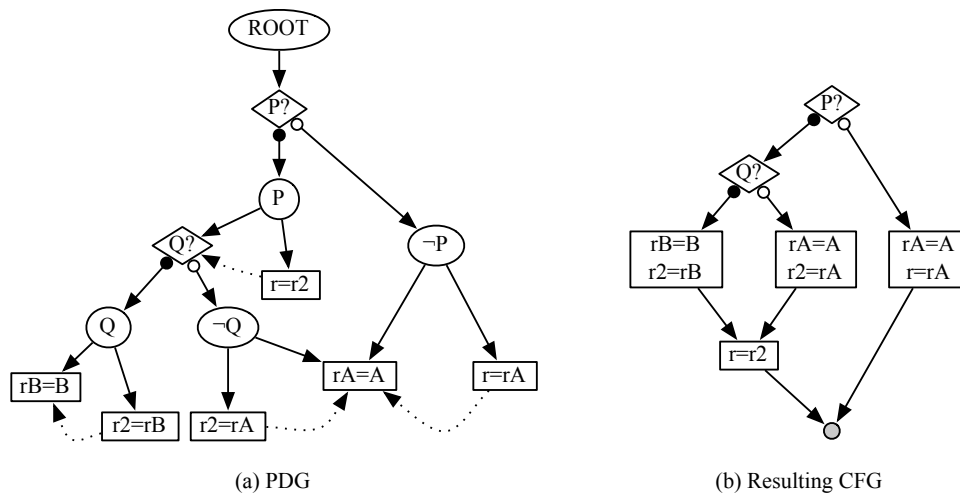 ROOT
P?
P
Q?
r=r2
¬P
Q
¬Q
rB=B
r2=rB
r2=rA
rA=A
r=rA
(a) PDG
P?
Q?
rB=B
r2=rB
rA=A
r2=rA
rA=A
r=rA
r=r2
(b) Resulting CFG